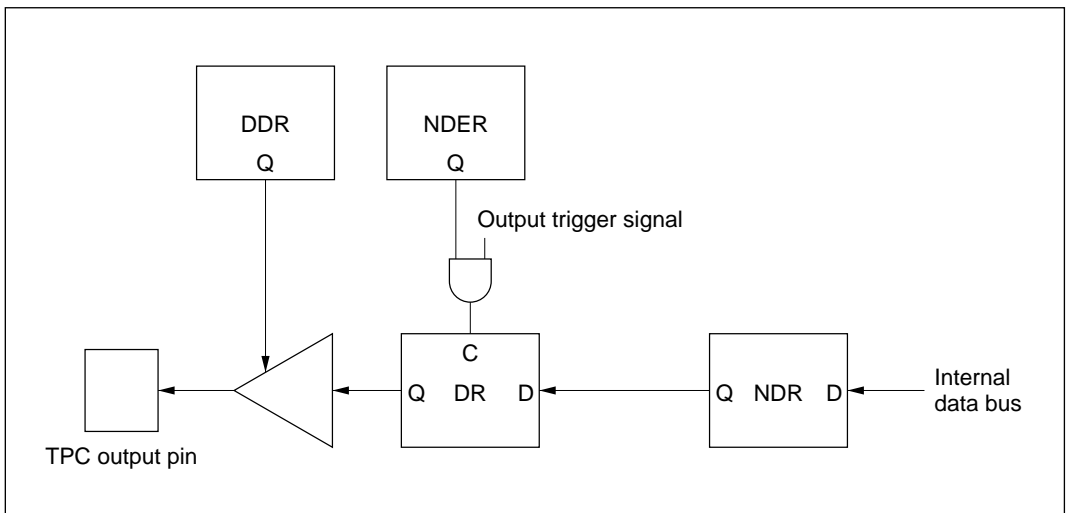 DDR
Q
NDER
Q
Output trigger signal
C
Q DR D
Q NDR D
Internal
data bus
TPC output pin